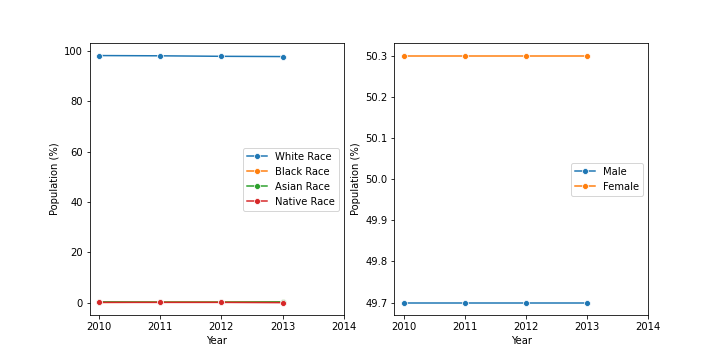 100
80
60
40
20
0
Population (%)
2010 2011 2012 2013 2014
Year
White Race
Black Race
Asian Race
Native Race
50.3
50.2
50.1
50.0
49.9
49.8
49.7
Population (%)
2010 2011 2012 2013 2014
Year
Male
Female